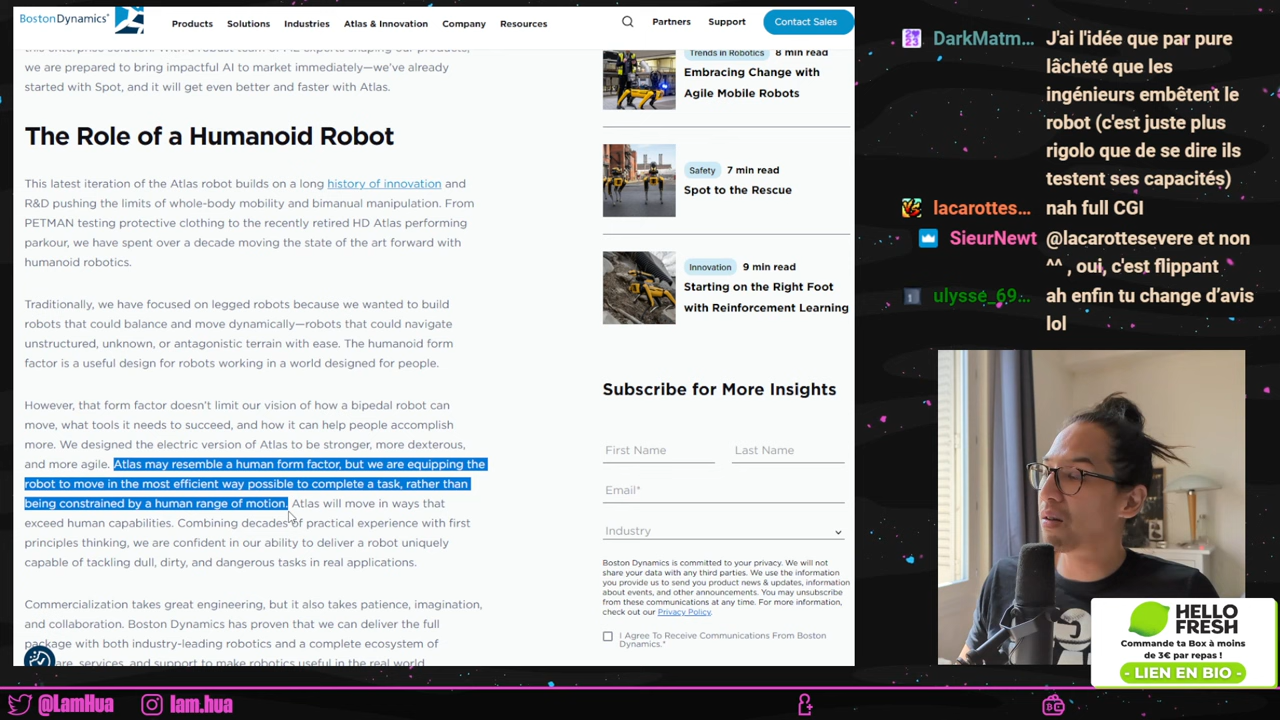 BostonDynamics
Products Solutions Industries Atlas & Innovation Company Resources
Partners Support Contact Sales
we are prepared to bring impactful AI to market immediately—we've already
started with Spot, and it will get even better and faster with Atlas.
The Role of a Humanoid Robot
This latest iteration of the Atlas robot builds on a long history of innovation and
R&D pushing the limits of whole-body mobility and bimanual manipulation. From
PETMAN testing protective clothing to the recently retired HD Atlas performing
parkour, we have spent over a decade moving the state of the art forward with
humanoid robotics.
Traditionally, we have focused on legged robots because we wanted to build
robots that could balance and move dynamically—robots that could navigate
unstructured, unknown, or antagonistic terrain with ease. The humanoid form
factor is a useful design for robots working in a world designed for people.
However, that form factor doesn't limit our vision of how a bipedal robot can
move, what tools it needs to succeed, and how it can help people accomplish
more. We designed the electric version of Atlas to be stronger, more dexterous,
and more agile. Atlas may resemble a human form factor, but we are equipping the
robot to move in the most efficient way possible to complete a task, rather than
being constrained by a human range of motion. Atlas will move in ways that
exceed human capabilities. Combining decades of practical experience with first
principles thinking, we are confident in our ability to deliver a robot uniquely
capable of tackling dull, dirty, and dangerous tasks in real applications.
Commercialization takes great engineering, but it also takes patience, imagination,
and collaboration. Boston Dynamics has proven that we can deliver the full
package with both industry-leading robotics and a complete ecosystem of
services, and support to make robotics useful in the real world
Trends in Robotics 8 min read
Embracing Change with
Agile Mobile Robots
Safety 7 min read
Spot to the Rescue
Innovation 9 min read
Starting on the Right Foot
with Reinforcement Learning
Subscribe for More Insights
First Name Last Name
Email*
Industry
Boston Dynamics is committed to your privacy. We will not
share your data with any third parties. We use the information
you provide us to send you product news & updates, information
about events, and other announcements. You may unsubscribe
from these communications at any time. For more information,
check out our Privacy Policy.
I Agree To Receive Communications From Boston
Dynamics.*
DarkMatm... J'ai l'idée que par pure
lâcheté que les
ingénieurs embêtent le
robot (c'est juste plus
rigolo que de se dire ils
testent ses capacités)
lacarottes... nah full CGI
SieurNewt @lacarottesevere et non
^^ , oui, c'est flippant
ulysse_69... ah enfin tu change d'avis
lol
HELLO
FRESH
Commande ta Box à moins
de 3€ par repas !
- LIEN EN BIO -
@LamHua lam.hua